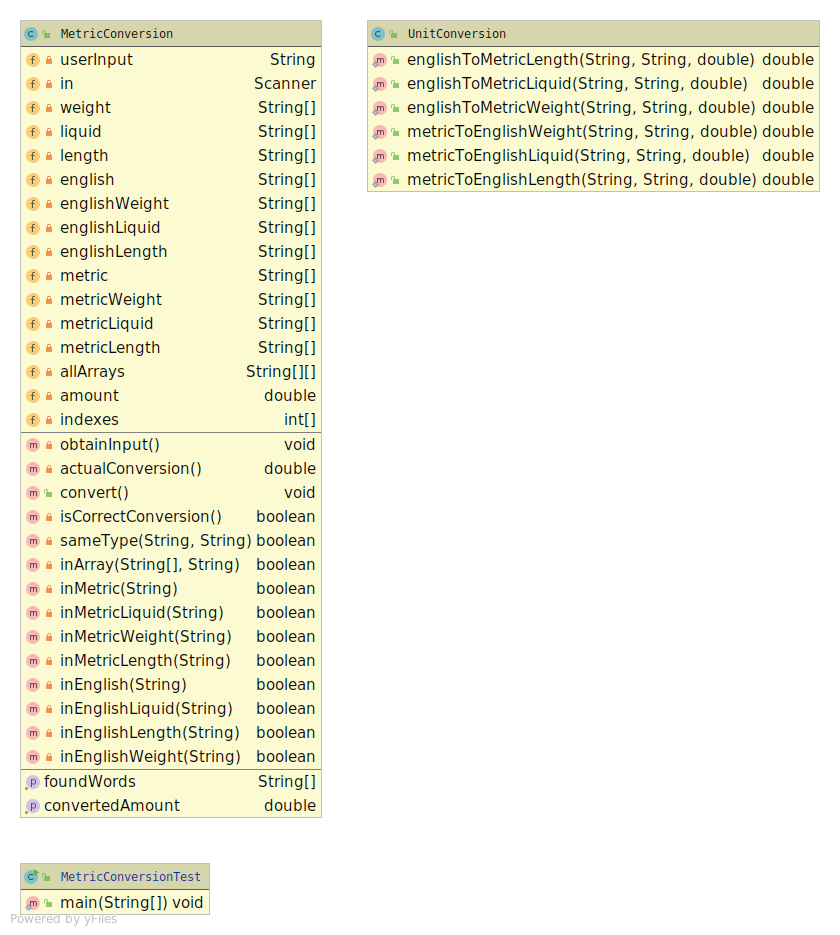 MetricConversion
userInput String
in Scanner
weight String[]
liquid String[]
length String[]
english String[]
englishWeight String[]
englishLiquid String[]
englishLength String[]
metric String[]
metricWeight String[]
metricLiquid String[]
metricLength String[]
allArrays String[][]
amount double
indexes int[]
obtainInput() void
actualConversion() double
convert() void
isCorrectConversion() boolean
sameType(String, String) boolean
inArray(String[], String) boolean
inMetric(String) boolean
inMetricLiquid(String) boolean
inMetricWeight(String) boolean
inMetricLength(String) boolean
inEnglish(String) boolean
inEnglishLiquid(String) boolean
inEnglishLength(String) boolean
inEnglishWeight(String) boolean
foundWords String[]
convertedAmount double
UnitConversion
englishToMetricLength(String, String, double) double
englishToMetricLiquid(String, String, double) double
englishToMetricWeight(String, String, double) double
metricToEnglishWeight(String, String, double) double
metricToEnglishLiquid(String, String, double) double
metricToEnglishLength(String, String, double) double
MetricConversionTest
main(String[]) void
Powered by yFiles